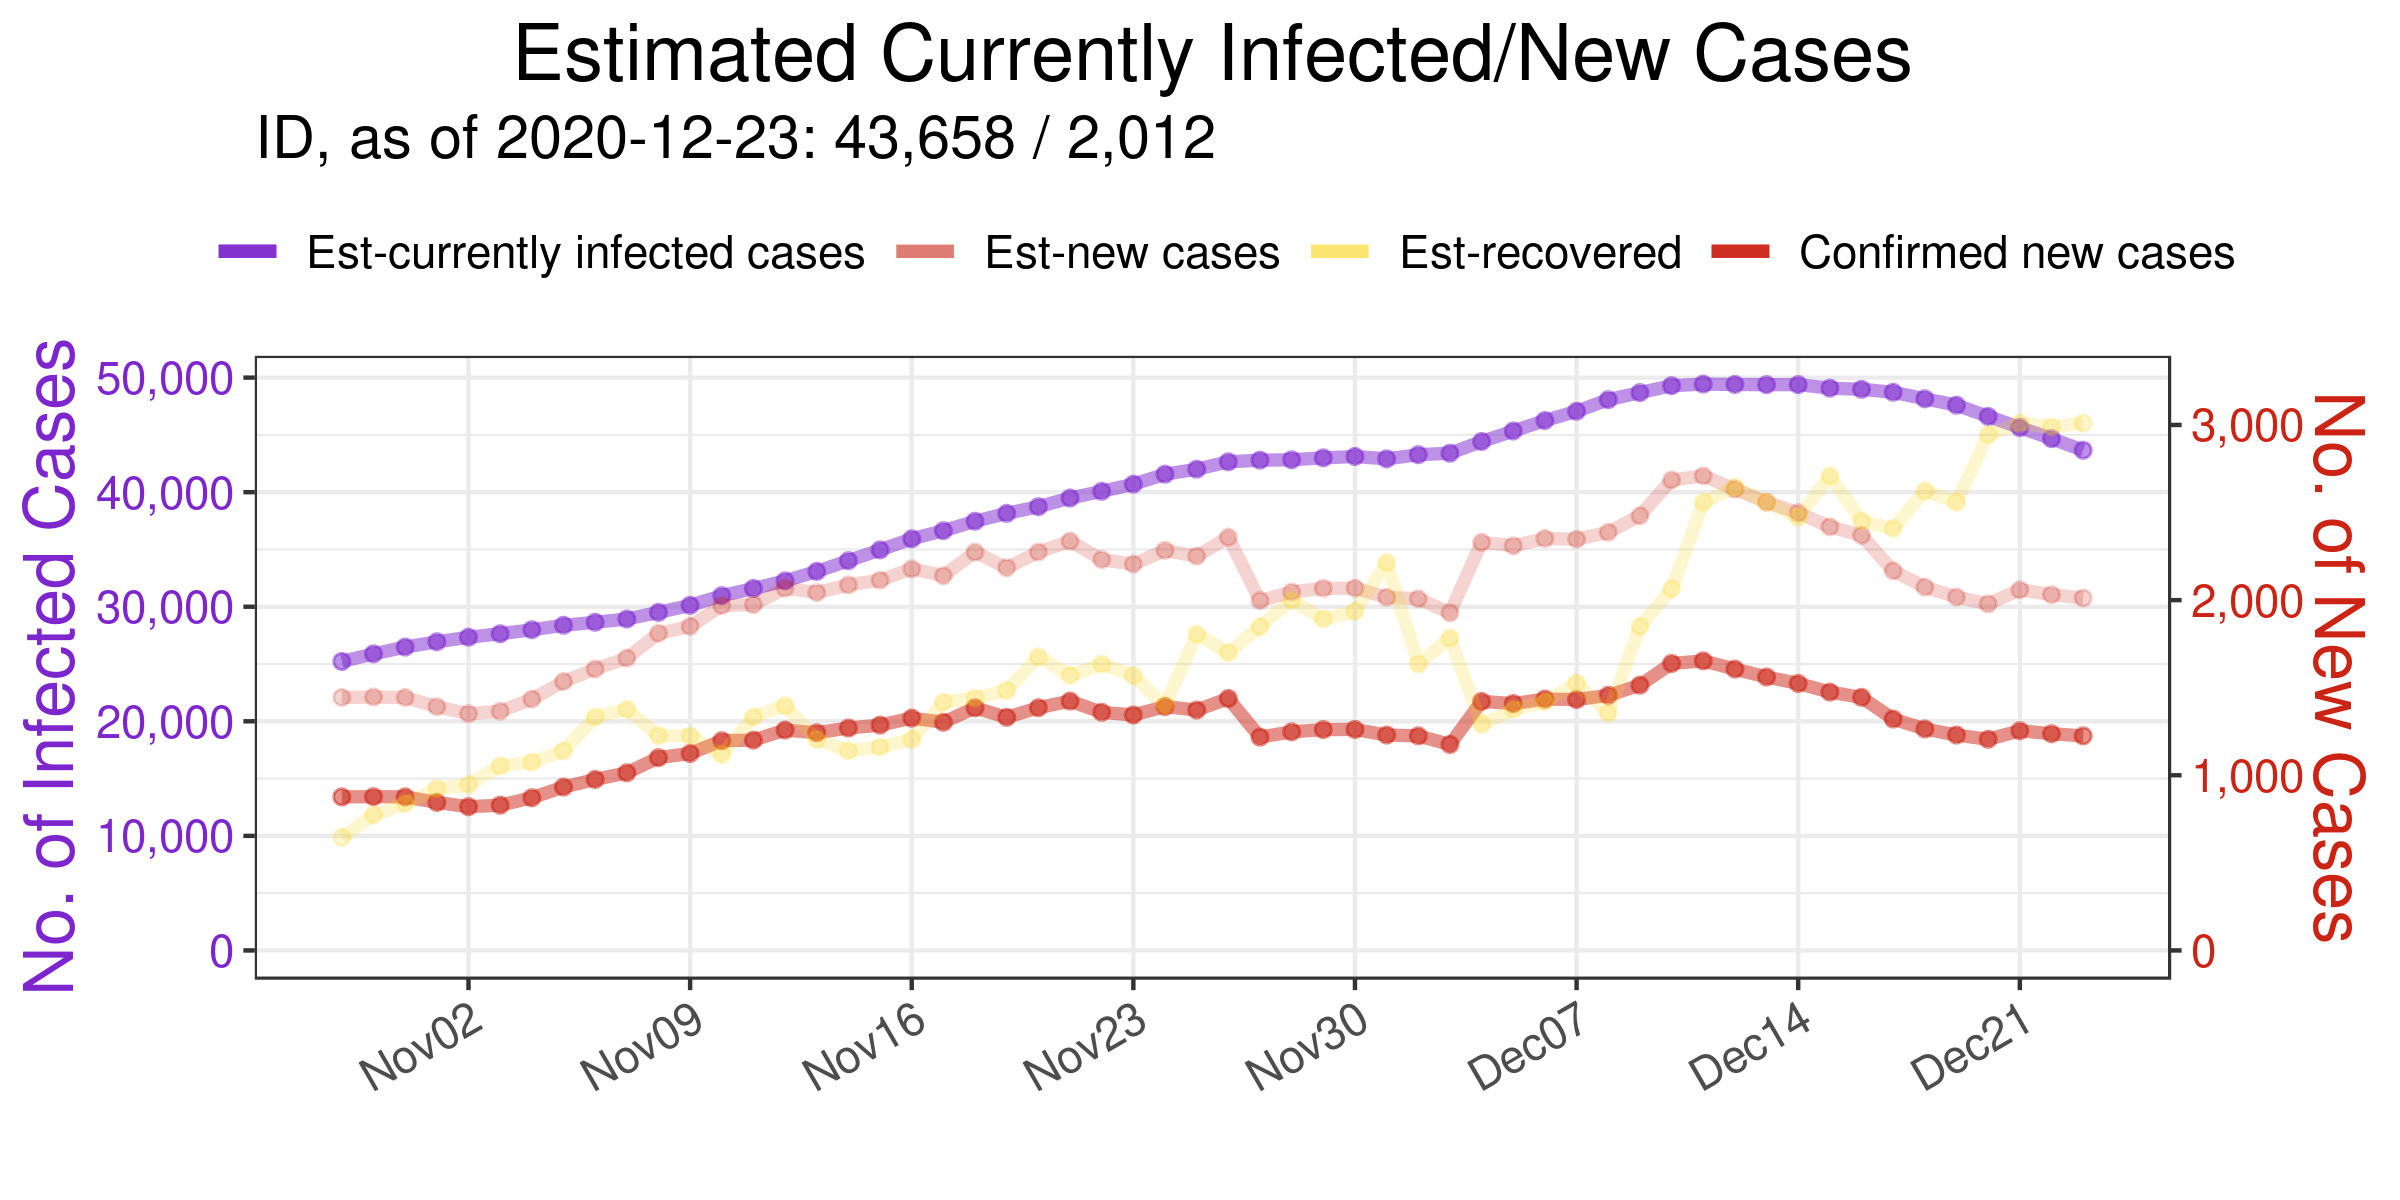 Estimated Currently Infected/New Cases
ID, as of 2020-12-23: 43,658 / 2,012
Est-currently infected cases Est-new cases Est-recovered Confirmed new cases
No. of Infected Cases
50,000
40,000
30,000
20,000
10,000
0
3,000
2,000
1,000
0
No. of New Cases
Nov02 Nov09 Nov16 Nov23 Nov30 Dec07 Dec14 Dec21